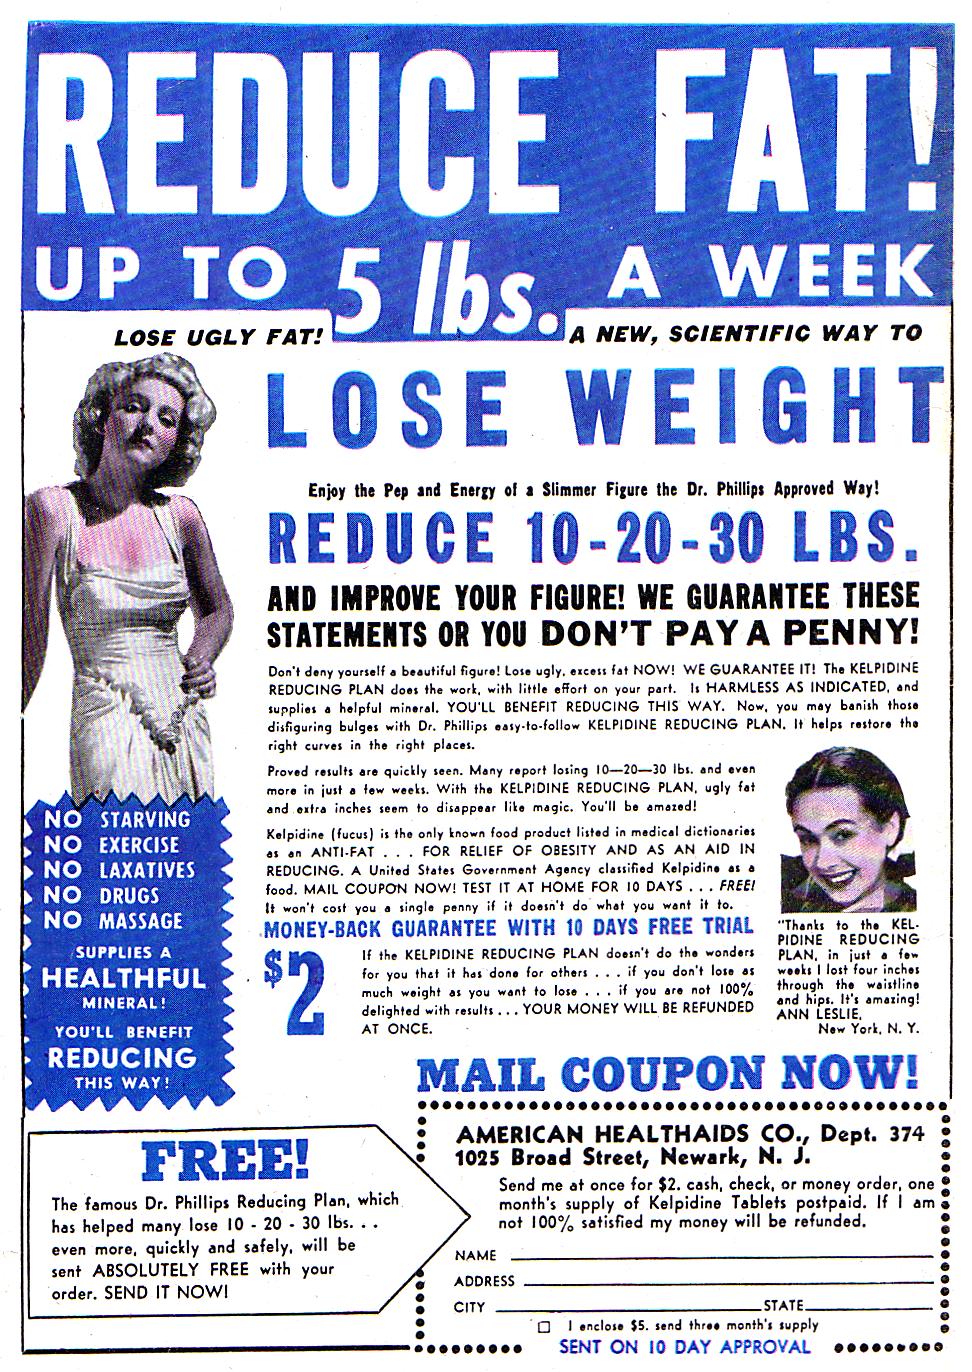 REDUCE FAT!
UP TO 5 lbs. A WEEK
LOSE UGLY FAT! A NEW, SCIENTIFIC WAY TO
LOSE WEIGHT
Enjoy the Pep and Energy of a Slimmer Figure the Dr. Phillips Approved Way!
REDUCE 10-20-30 LBS.
AND IMPROVE YOUR FIGURE! WE GUARANTEE THESE
STATEMENTS OR YOU DON'T PAY A PENNY!
Don't deny yourself a beautiful figure! Lose ugly, excess fat NOW! WE GUARANTEE IT! The KELPIDINE
REDUCING PLAN does the work, with little effort on your part. Is HARMLESS AS INDICATED, and
supplies a helpful mineral. YOU'LL BENEFIT REDUCING THIS WAY. Now, you may banish those
disfiguring bulges with Dr. Phillips easy-to-follow KELPIDINE REDUCING PLAN. It helps restore the
right curves in the right places.
Proved results are quickly seen. Many report losing 10—20—30 lbs. and even
more in just a few weeks. With the KELPIDINE REDUCING PLAN, ugly fat
and extra inches seem to disappear like magic. You'll be amazed!
Kelpidine (fucus) is the only known food product listed in medical dictionaries
as an ANTI-FAT . . . FOR RELIEF OF OBESITY AND AS AN AID IN
REDUCING. A United States Government Agency classified Kelpidine as a
food. MAIL COUPON NOW! TEST IT AT HOME FOR 10 DAYS . . . FREE!
It won't cost you a single penny if it doesn't do what you want it to.
MONEY-BACK GUARANTEE WITH 10 DAYS FREE TRIAL
$2
If the KELPIDINE REDUCING PLAN doesn't do the wonders
for you that it has done for others . . . if you don't lose as
much weight as you want to lose . . . if you are not 100%
delighted with results . . . YOUR MONEY WILL BE REFUNDED
AT ONCE.
"Thanks to the KEL-
PIDINE REDUCING
PLAN, in just a few
weeks I lost four inches
through the waistline
and hips. It's amazing!
ANN LESLIE,
New York, N. Y.
NO STARVING
NO EXERCISE
NO LAXATIVES
NO DRUGS
NO MASSAGE
SUPPLIES A
HEALTHFUL
MINERAL!
YOU'LL BENEFIT
REDUCING
THIS WAY!
MAIL COUPON NOW!
FREE!
The famous Dr. Phillips Reducing Plan, which
has helped many lose 10 - 20 - 30 lbs. . .
even more, quickly and safely, will be
sent ABSOLUTELY FREE with your
order. SEND IT NOW!
AMERICAN HEALTHAIDS CO., Dept. 374
1025 Broad Street, Newark, N. J.
Send me at once for $2. cash, check, or money order, one
month's supply of Kelpidine Tablets postpaid. If I am
not 100% satisfied my money will be refunded.
NAME
ADDRESS
CITY STATE
I enclose $5. send three month's supply
SENT ON 10 DAY APPROVAL